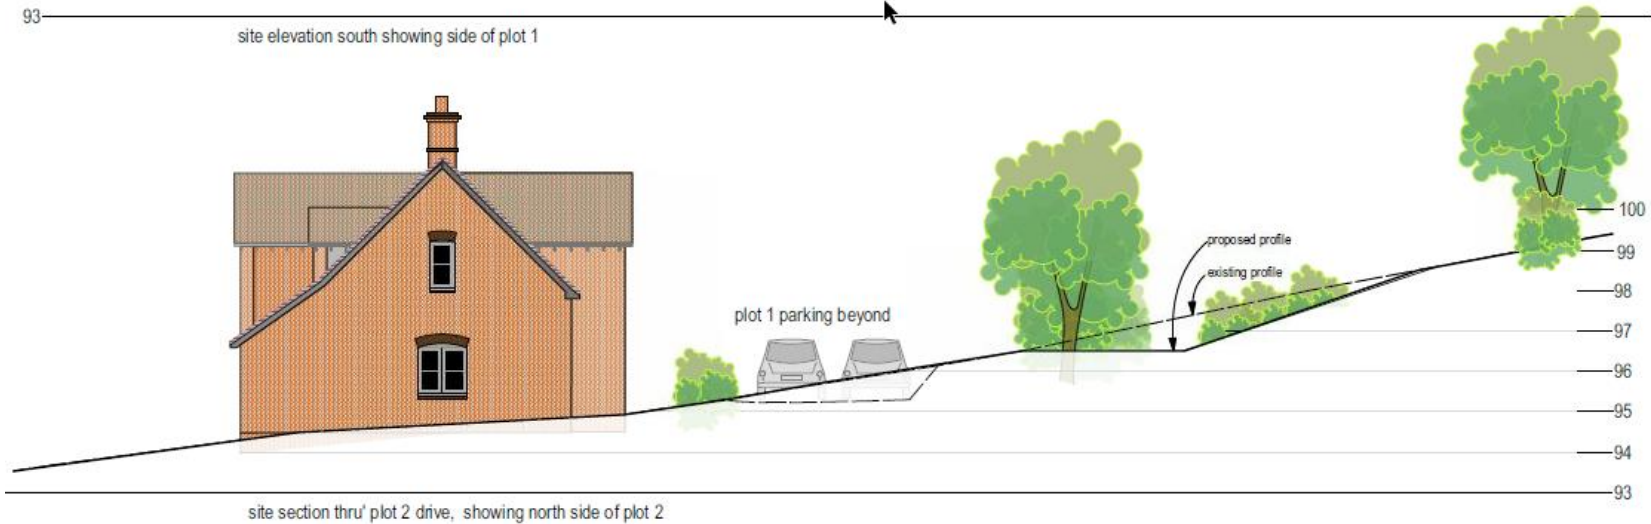 93
site elevation south showing side of plot 1
100
proposed profile
99
existing profile
98
plot 1 parking beyond
97
96
95
94
93
site section thru' plot 2 drive, showing north side of plot 2